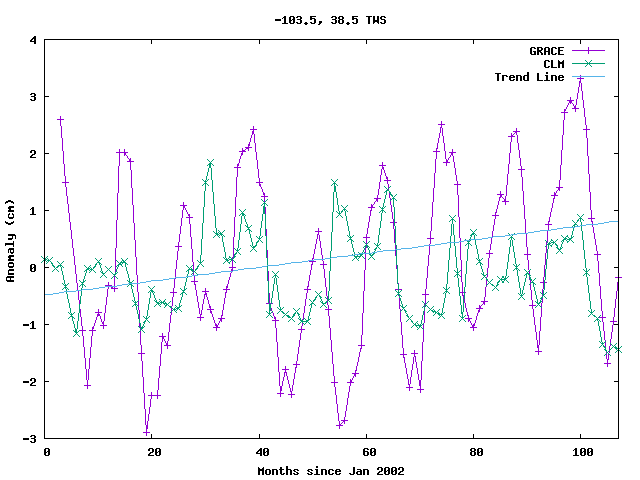 -103.5, 38.5 TWS
GRACE
CLM
Trend Line
4
3
2
1
0
-1
-2
-3
Anomaly (cm)
0 20 40 60 80 100
Months since Jan 2002